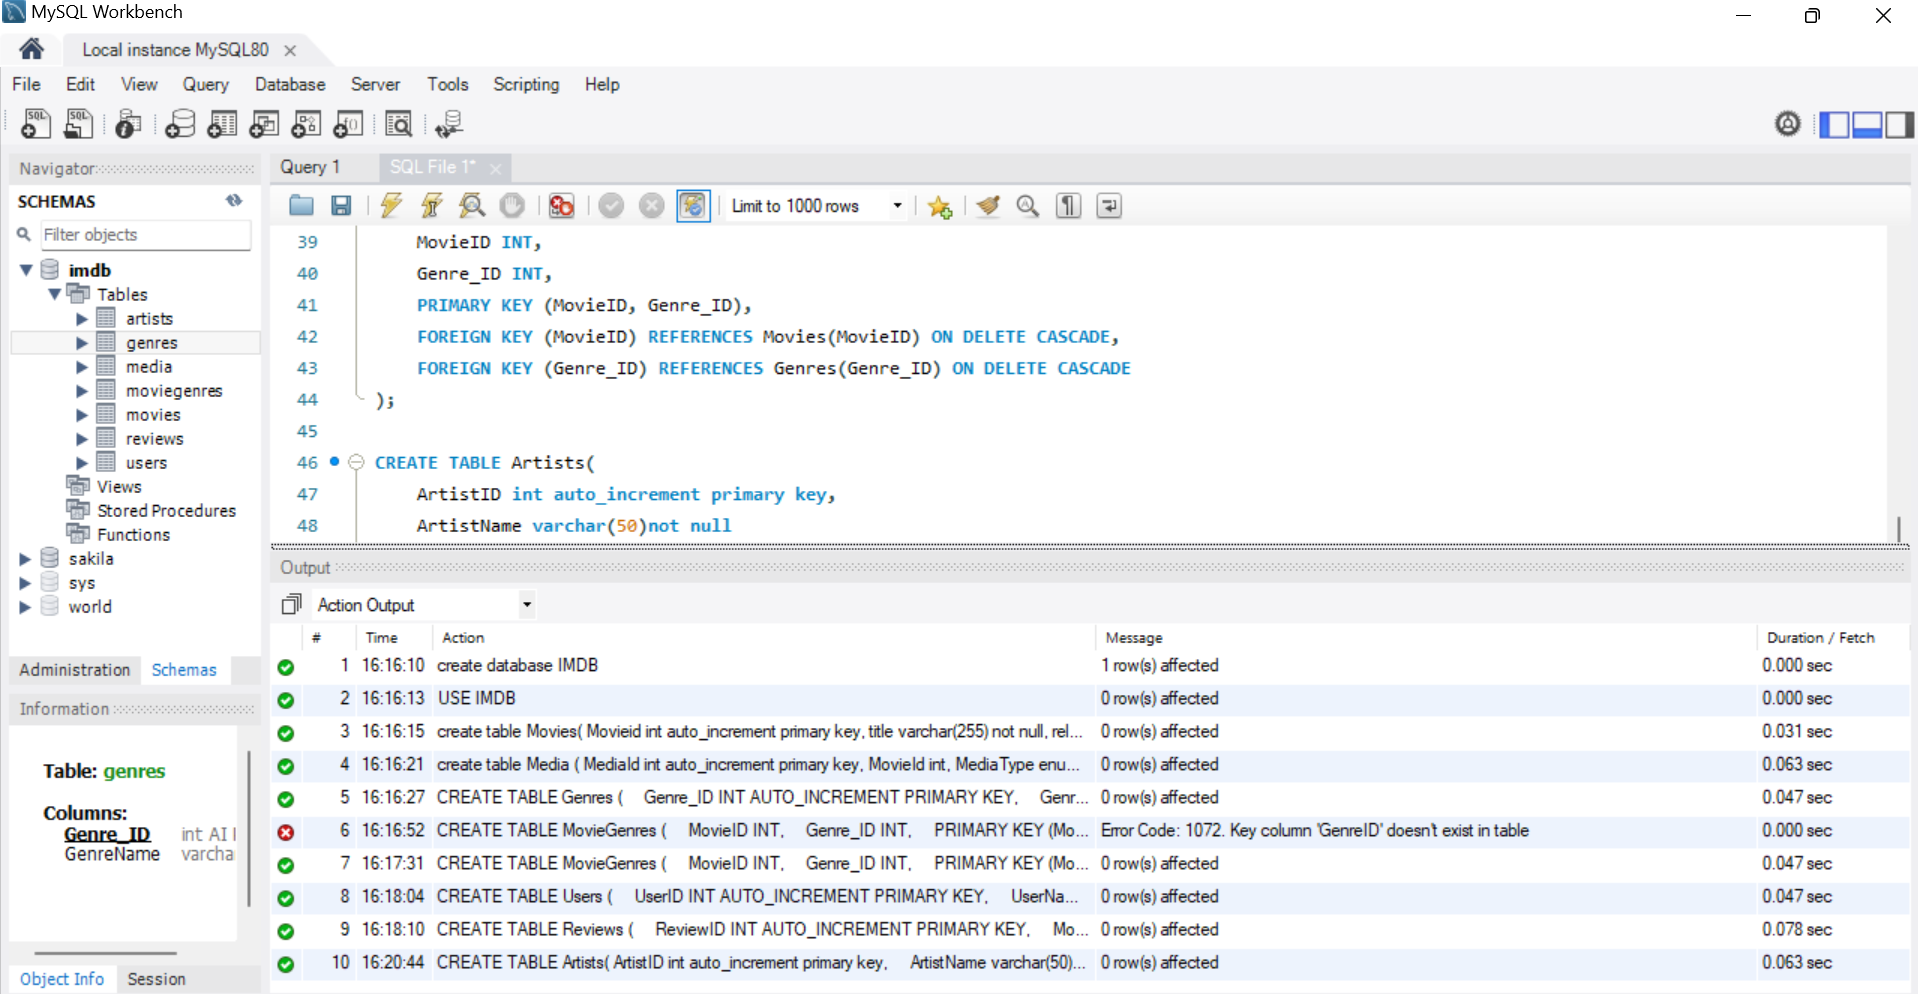 MySQL Workbench
Local instance MySQL80
File Edit View Query Database Server Tools Scripting Help
SQL SQL
Navigator
Query 1 SQL File 1*
SCHEMAS
Limit to 1000 rows
Filter objects
imdb
Tables
artists
genres
media
moviegenres
movies
reviews
users
Views
Stored Procedures
Functions
sakila
sys
world
Administration Schemas
Information
Table: genres
Columns:
Genre_ID int AI
GenreName varcha
Object Info Session
39 MovieID INT,
40 Genre_ID INT,
41 PRIMARY KEY (MovieID, Genre_ID),
42 FOREIGN KEY (MovieID) REFERENCES Movies(MovieID) ON DELETE CASCADE,
43 FOREIGN KEY (Genre_ID) REFERENCES Genres(Genre_ID) ON DELETE CASCADE
44 );
45
46 CREATE TABLE Artists(
47 ArtistID int auto_increment primary key,
48 ArtistName varchar(50)not null
Output
Action Output
# Time Action Message Duration / Fetch
1 16:16:10 create database IMDB 1 row(s) affected 0.000 sec
2 16:16:13 USE IMDB 0 row(s) affected 0.000 sec
3 16:16:15 create table Movies( Movieid int auto_increment primary key, title varchar(255) not null, rel... 0 row(s) affected 0.031 sec
4 16:16:21 create table Media ( MediaId int auto_increment primary key, MovieId int, MediaType enu... 0 row(s) affected 0.063 sec
5 16:16:27 CREATE TABLE Genres ( Genre_ID INT AUTO_INCREMENT PRIMARY KEY, Genr... 0 row(s) affected 0.047 sec
6 16:16:52 CREATE TABLE MovieGenres ( MovieID INT, Genre_ID INT, PRIMARY KEY (Mo... Error Code: 1072. Key column 'GenreID' doesn't exist in table 0.000 sec
7 16:17:31 CREATE TABLE MovieGenres ( MovieID INT, Genre_ID INT, PRIMARY KEY (Mo... 0 row(s) affected 0.047 sec
8 16:18:04 CREATE TABLE Users ( UserID INT AUTO_INCREMENT PRIMARY KEY, UserNa... 0 row(s) affected 0.047 sec
9 16:18:10 CREATE TABLE Reviews ( ReviewID INT AUTO_INCREMENT PRIMARY KEY, Mo... 0 row(s) affected 0.078 sec
10 16:20:44 CREATE TABLE Artists( ArtistID int auto_increment primary key, ArtistName varchar(50)... 0 row(s) affected 0.063 sec